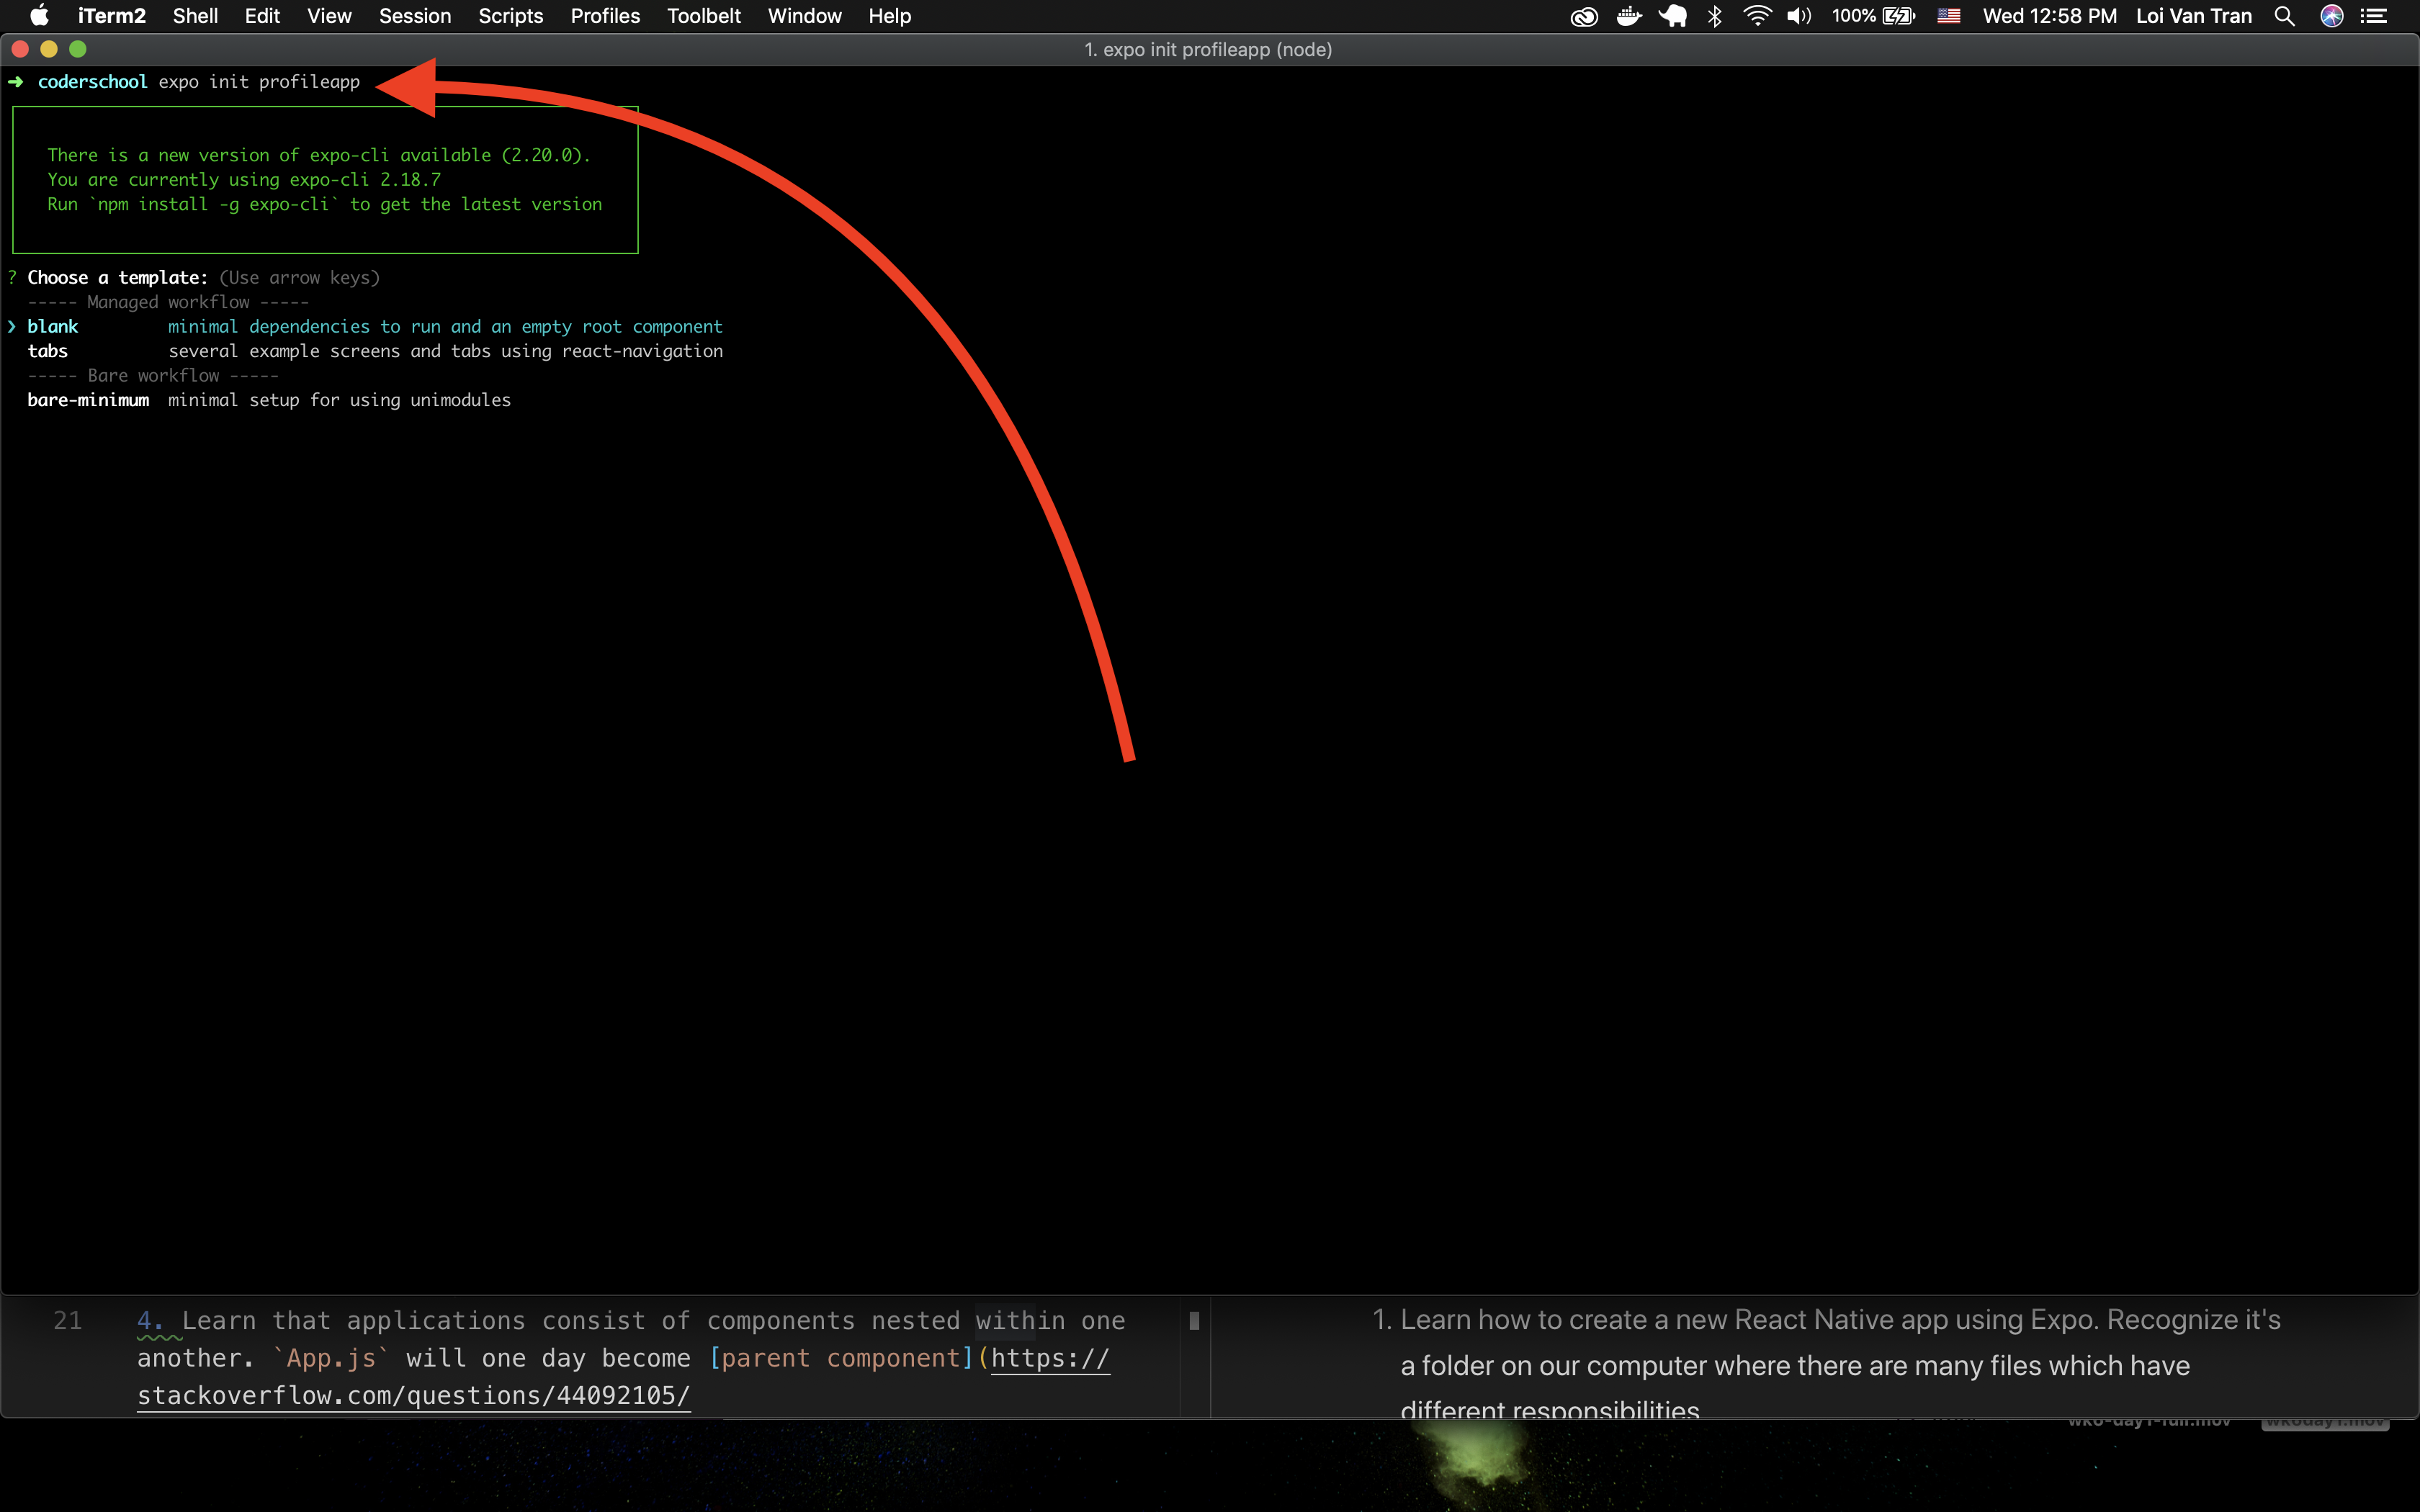 iTerm2 Shell Edit View Session Scripts Profiles Toolbelt Window Help 100% Wed 12:58 PM Loi Van Tran
1. expo init profileapp (node)
➜ coderschool expo init profileapp
There is a new version of expo-cli available (2.20.0).
You are currently using expo-cli 2.18.7
Run `npm install -g expo-cli` to get the latest version
? Choose a template: (Use arrow keys)
----- Managed workflow -----
❯ blank minimal dependencies to run and an empty root component
tabs several example screens and tabs using react-navigation
----- Bare workflow -----
bare-minimum minimal setup for using unimodules
21 4. Learn that applications consist of components nested within one
another. `App.js` will one day become [parent component](https://
stackoverflow.com/questions/44092105/
1. Learn how to create a new React Native app using Expo. Recognize it's
a folder on our computer where there are many files which have
different responsibilities